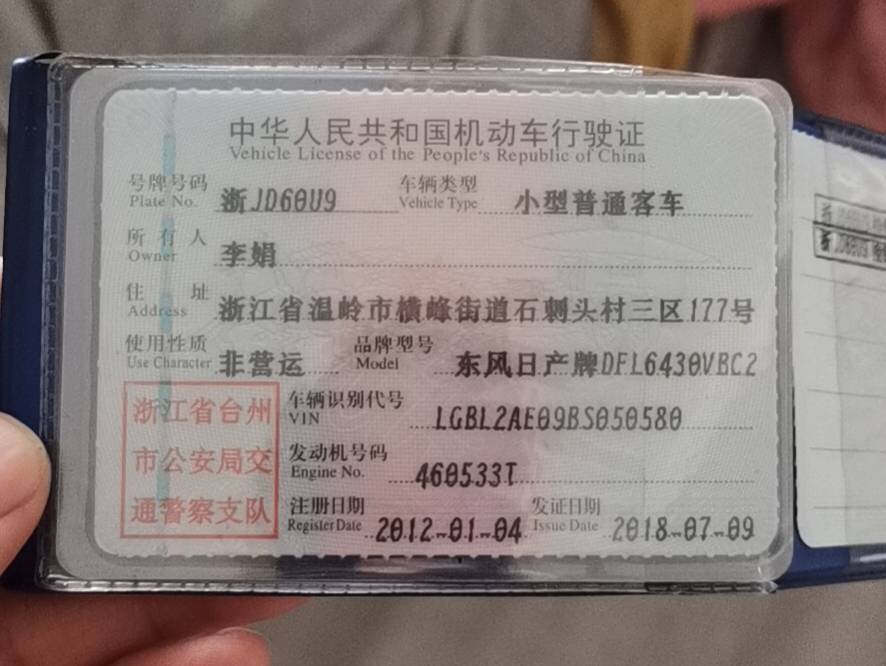 中华人民共和国机动车行驶证
Vehicle License of the People's Republic of China
号牌号码 浙JD60U9 车辆类型 小型普通客车
Plate No. Vehicle Type
所有人 李娟
Owner
住址 浙江省温岭市横峰街道石刺头村三区177号
Address
使用性质 非营运 品牌型号 东风日产牌DFL6430VBC2
Use Character Model
浙江省台州
市公安局交
通警察支队
车辆识别代号 LGBL2AE09BS050580
VIN
发动机号码 460533T
Engine No.
注册日期 2012-01-04 发证日期 2018-07-09
Register Date Issue Date